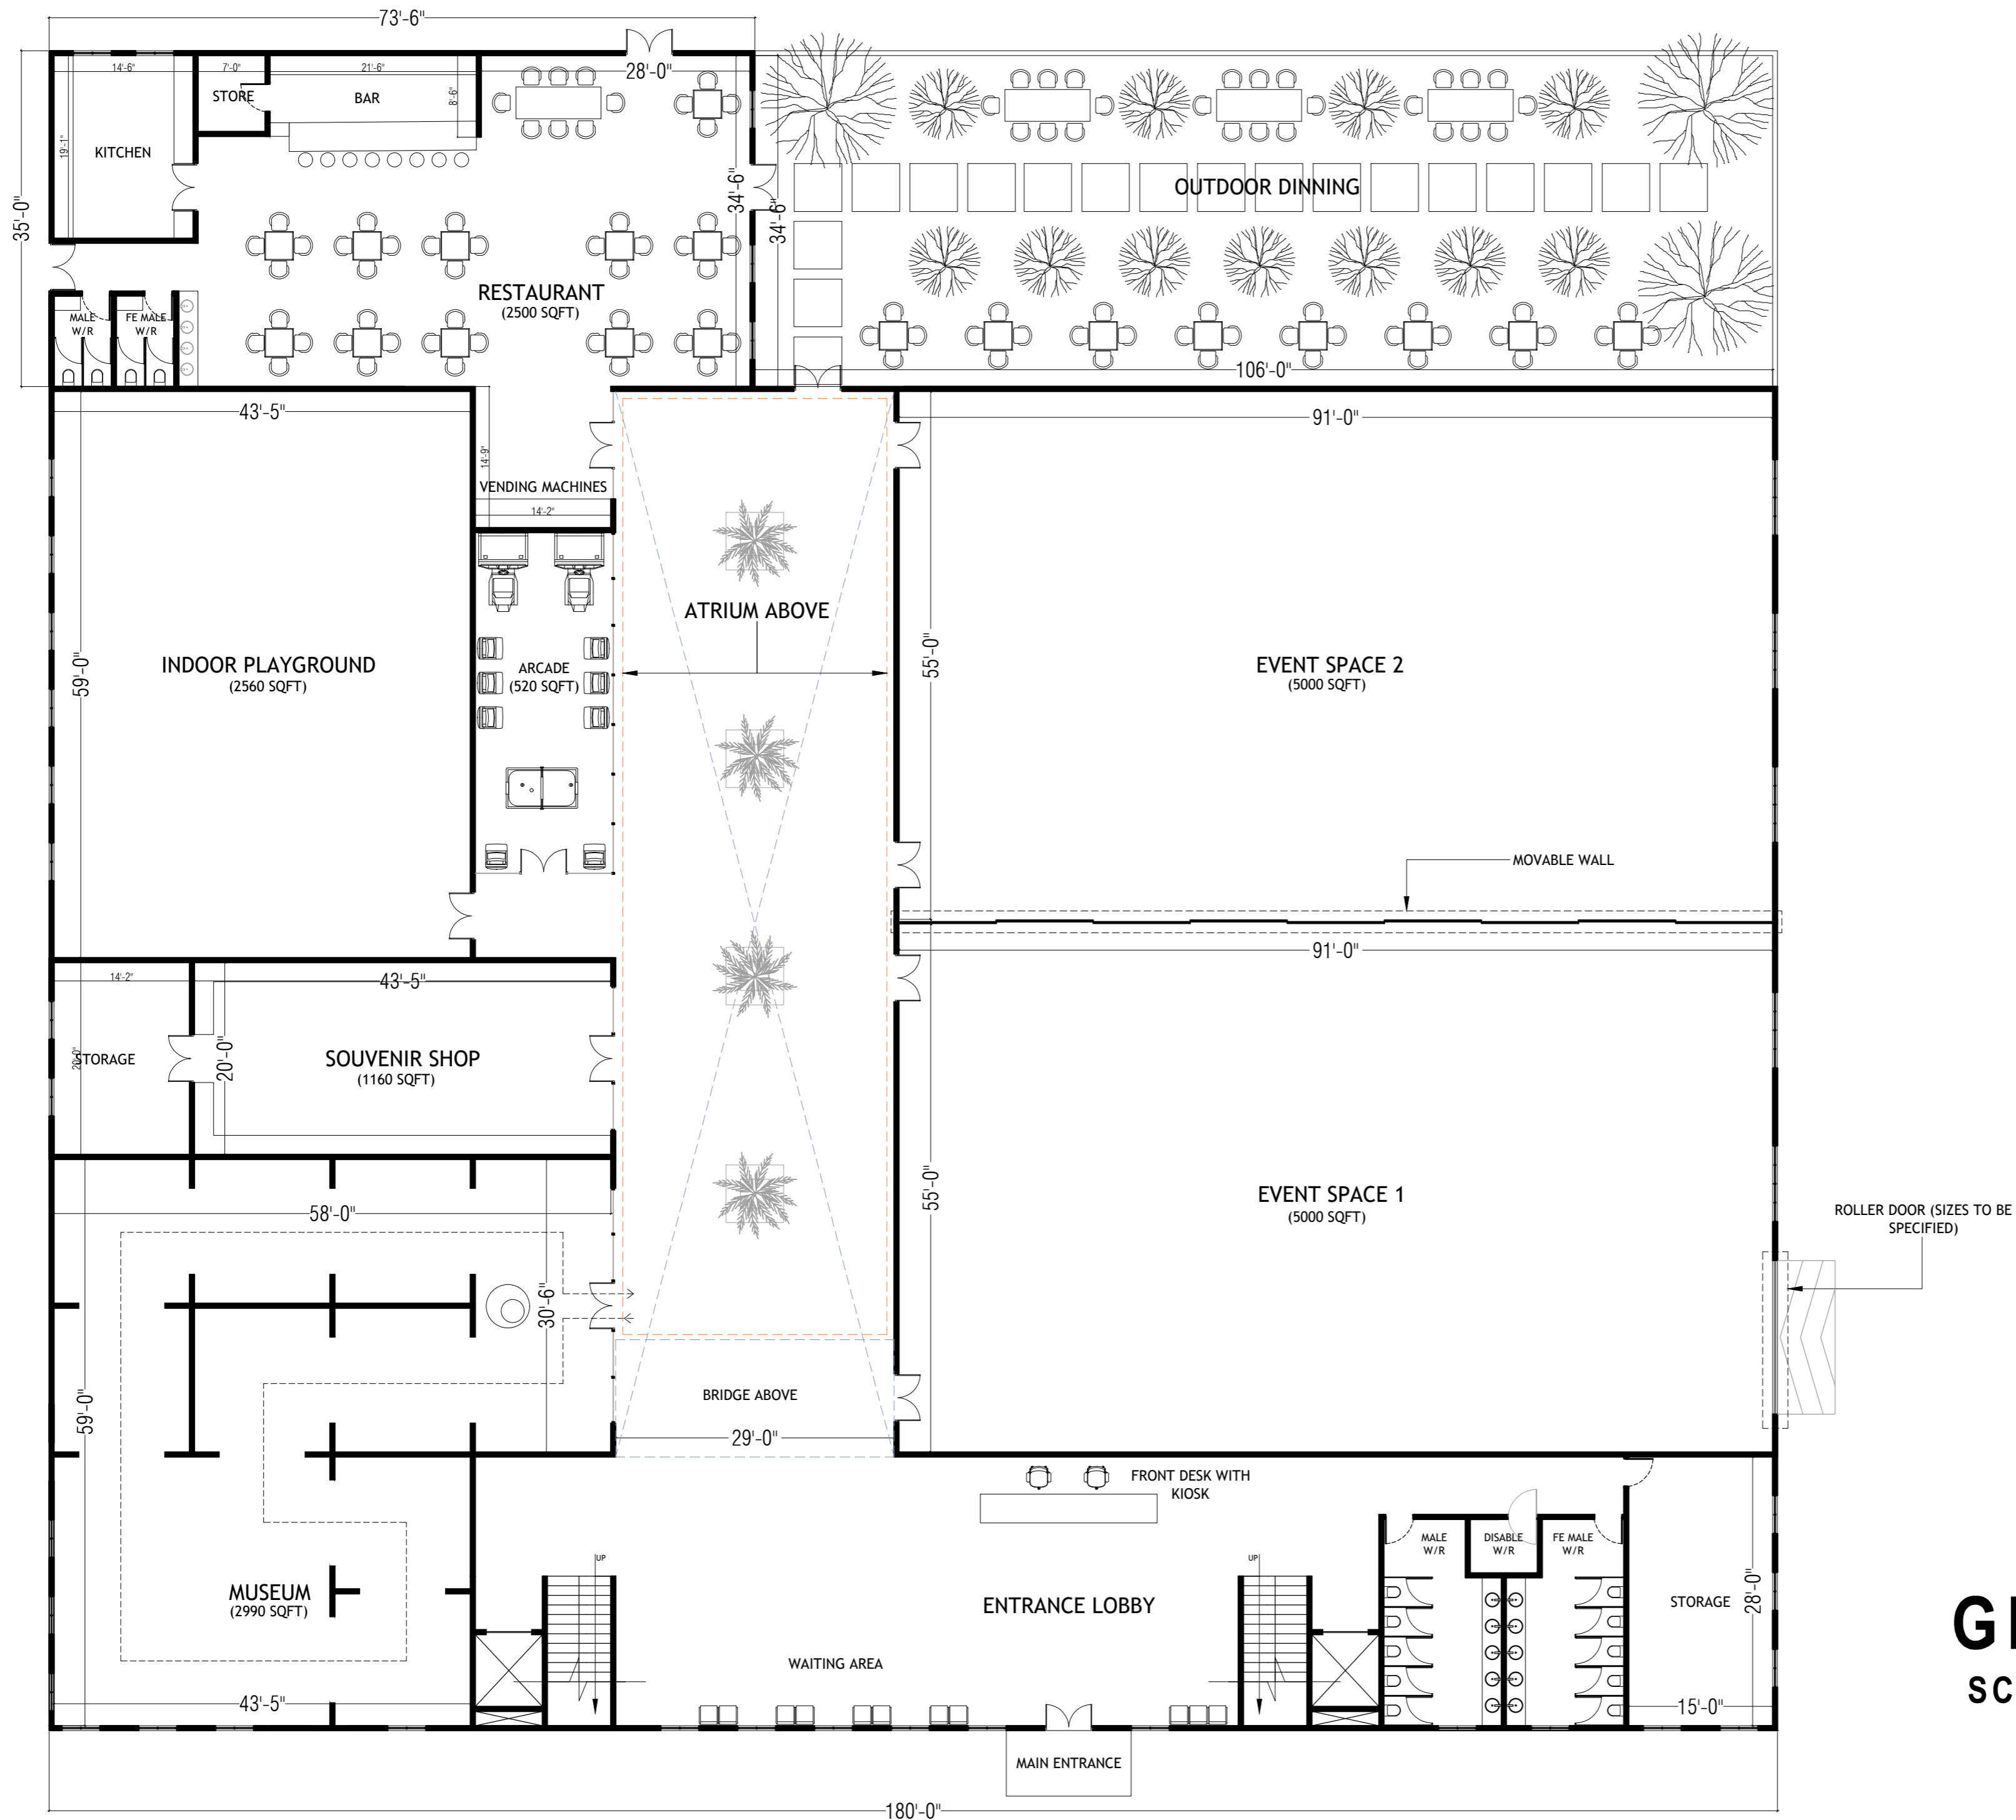 73'-6"
14'-6"
7'-0"
21'-6"
28'-0"
STORE
BAR
8'-6"
19'-1"
KITCHEN
35'-0"
34'-6"
34'-6"
OUTDOOR DINNING
RESTAURANT
(2500 SQFT)
MALE
W/R
FE MALE
W/R
106'-0"
43'-5"
91'-0"
14'-9"
VENDING MACHINES
14'-2"
ATRIUM ABOVE
59'-0"
INDOOR PLAYGROUND
(2560 SQFT)
ARCADE
(520 SQFT)
55'-0"
EVENT SPACE 2
(5000 SQFT)
MOVABLE WALL
91'-0"
14'-2"
43'-5"
20'-0"
STORAGE
20'-0"
SOUVENIR SHOP
(1160 SQFT)
58'-0"
55'-0"
EVENT SPACE 1
(5000 SQFT)
ROLLER DOOR (SIZES TO BE
SPECIFIED)
30'-6"
59'-0"
BRIDGE ABOVE
29'-0"
FRONT DESK WITH
KIOSK
MALE
W/R
DISABLE
W/R
FE MALE
W/R
UP
UP
MUSEUM
(2990 SQFT)
ENTRANCE LOBBY
STORAGE
28'-0"
WAITING AREA
43'-5"
15'-0"
SC
MAIN ENTRANCE
180'-0"